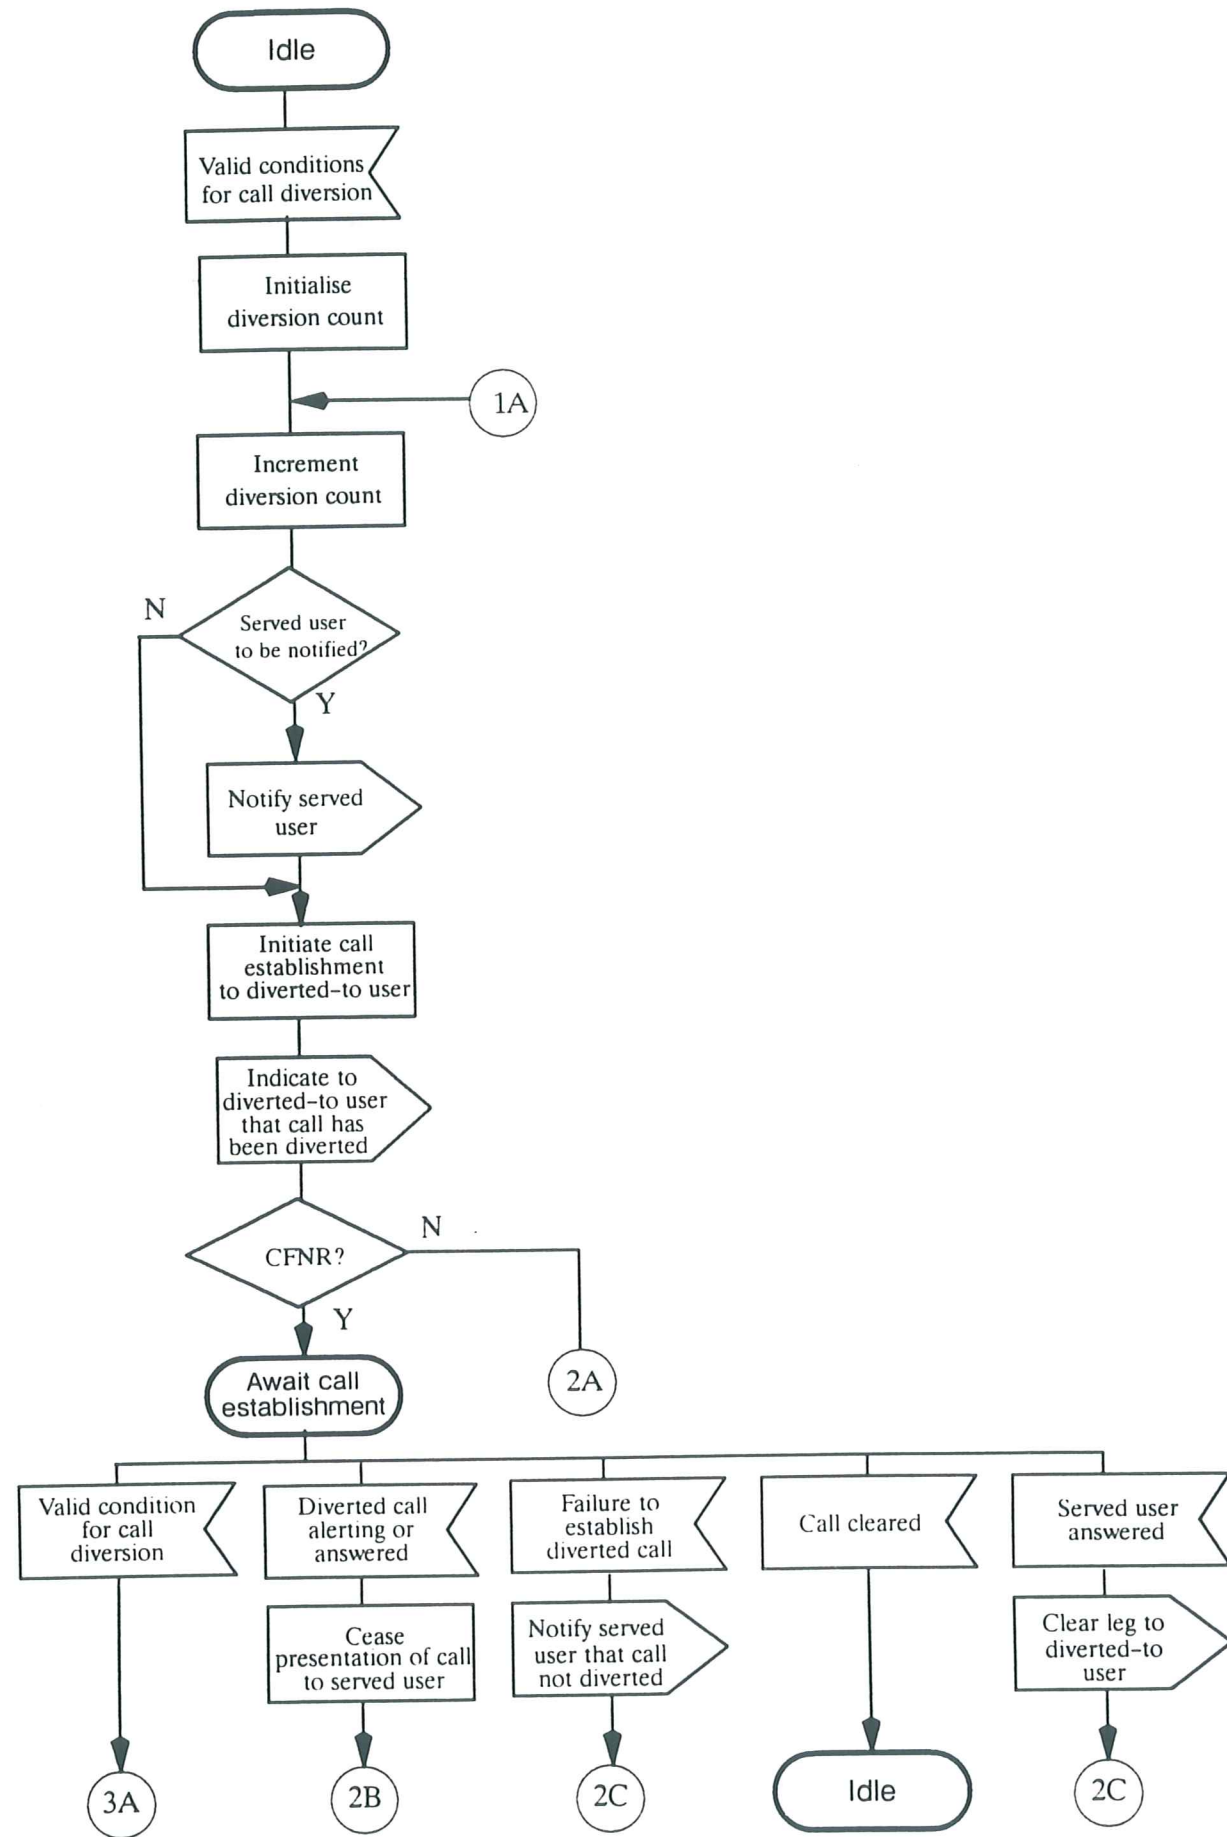 Idle
Valid conditions
for call diversion
Initialise
diversion count
1A
Increment
diversion count
N
Served user
to be notified?
Y
Notify served
user
Initiate call
establishment
to diverted–to user
Indicate to
diverted–to user
that call has
been diverted
N
CFNR?
Y
Await call
establishment
2A
Valid condition
for call
diversion
Diverted call
alerting or
answered
Failure to
establish
diverted call
Call cleared
Served user
answered
Cease
presentation of call
to served user
Notify served
user that call
not diverted
Clear leg to
diverted–to
user
3A
2B
2C
Idle
2C